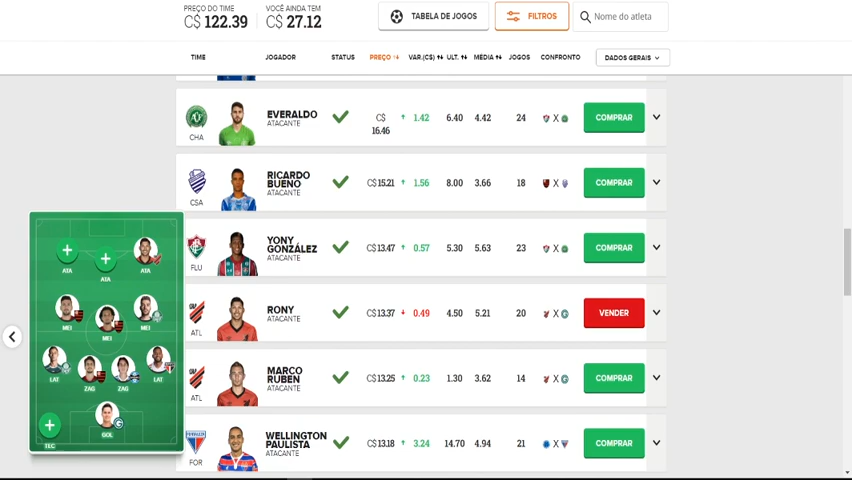 PREÇO DO TIME
C$ 122.39
VOCÊ AINDA TEM
C$ 27.12
TABELA DE JOGOS
FILTROS
Nome do atleta
TIME JOGADOR STATUS PREÇO VAR.(C$) ULT. MÉDIA JOGOS CONFRONTO DADOS GERAIS
CHA
EVERALDO
ATACANTE
C$
16.46
1.42 6.40 4.42 24 X COMPRAR
CSA
RICARDO
BUENO
ATACANTE
C$ 15.21 1.56 8.00 3.66 18 X COMPRAR
FLU
YONY
GONZÁLEZ
ATACANTE
C$ 13.47 0.57 5.30 5.63 23 X COMPRAR
ATL
RONY
ATACANTE
C$ 13.37 0.49 4.50 5.21 20 X VENDER
ATL
MARCO
RUBEN
ATACANTE
C$ 13.25 0.23 1.30 3.62 14 X COMPRAR
FOR
WELLINGTON
PAULISTA
ATACANTE
C$ 13.18 3.24 14.70 4.94 21 X COMPRAR
ATA ATA ATA
MEI MEI MEI
LAT ZAG ZAG LAT
GOL
TEC